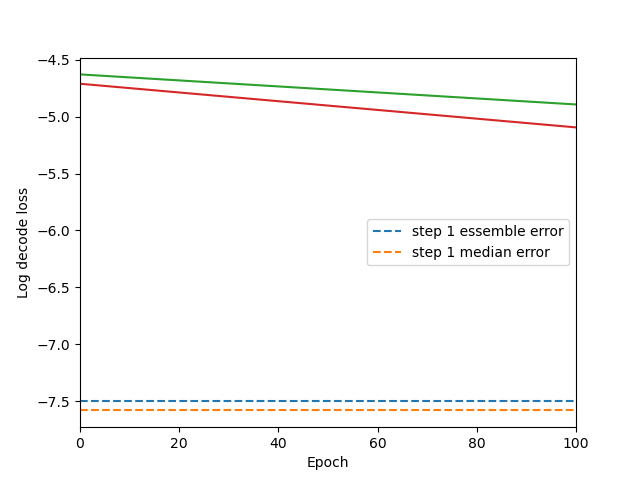 −4.5
−5.0
−5.5
−6.0
−6.5
−7.0
−7.5
Log decode loss
step 1 essemble error
step 1 median error
0 20 40 60 80 100
Epoch